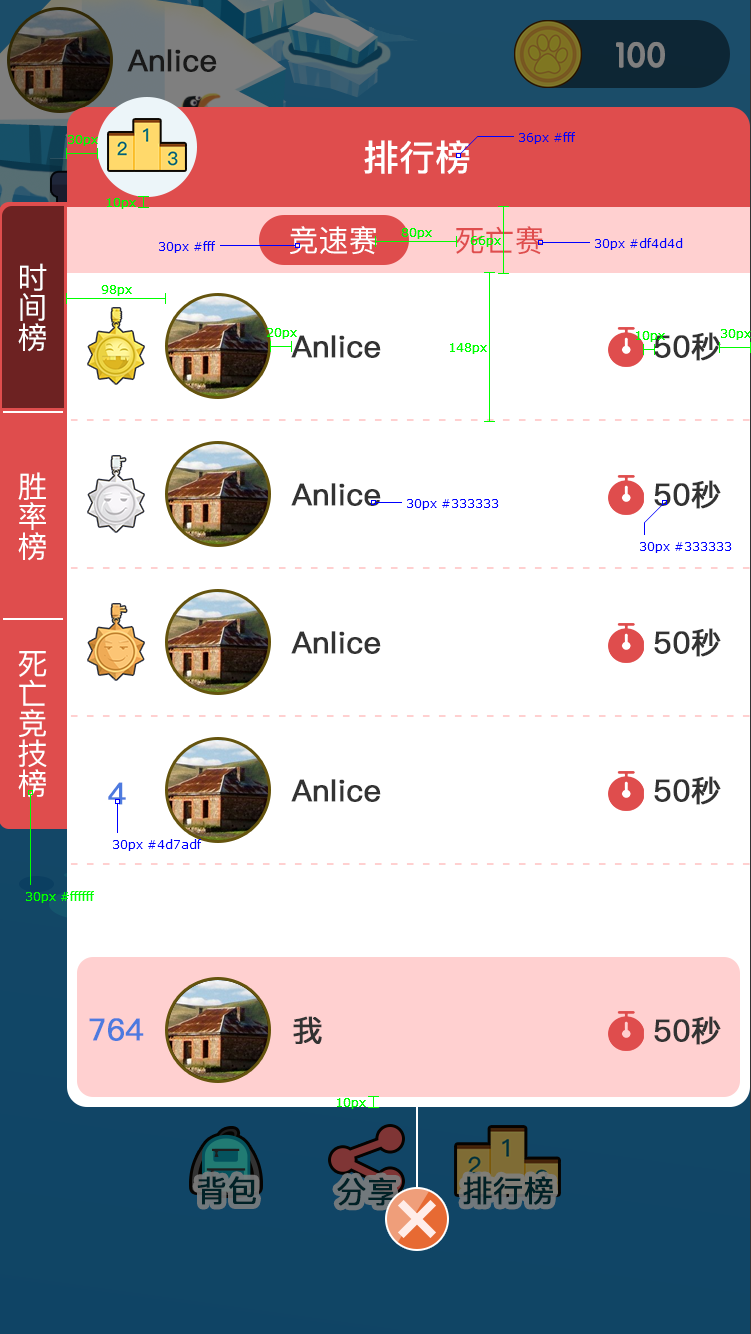 Anlice
100
30px
2 1 3
排行榜
36px #fff
10px
30px #fff
竞速赛
80px
死亡赛
66px
30px #df4d4d
时间榜
98px
20px
Anlice
148px
10px
50秒
30px
胜率榜
Anlice
30px #333333
50秒
30px #333333
Anlice
50秒
死亡竞技榜
4
Anlice
50秒
30px #4d7adf
30px #ffffff
764
我
50秒
10px
背包
分享
2 1
排行榜